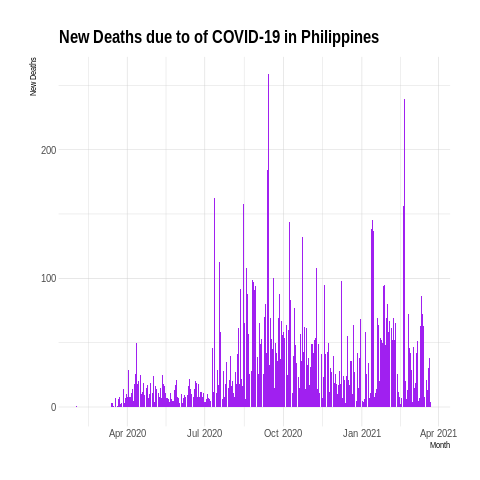 New Deaths due to of COVID-19 in Philippines
New Deaths
200
100
0
Apr 2020 Jul 2020 Oct 2020 Jan 2021 Apr 2021
Month